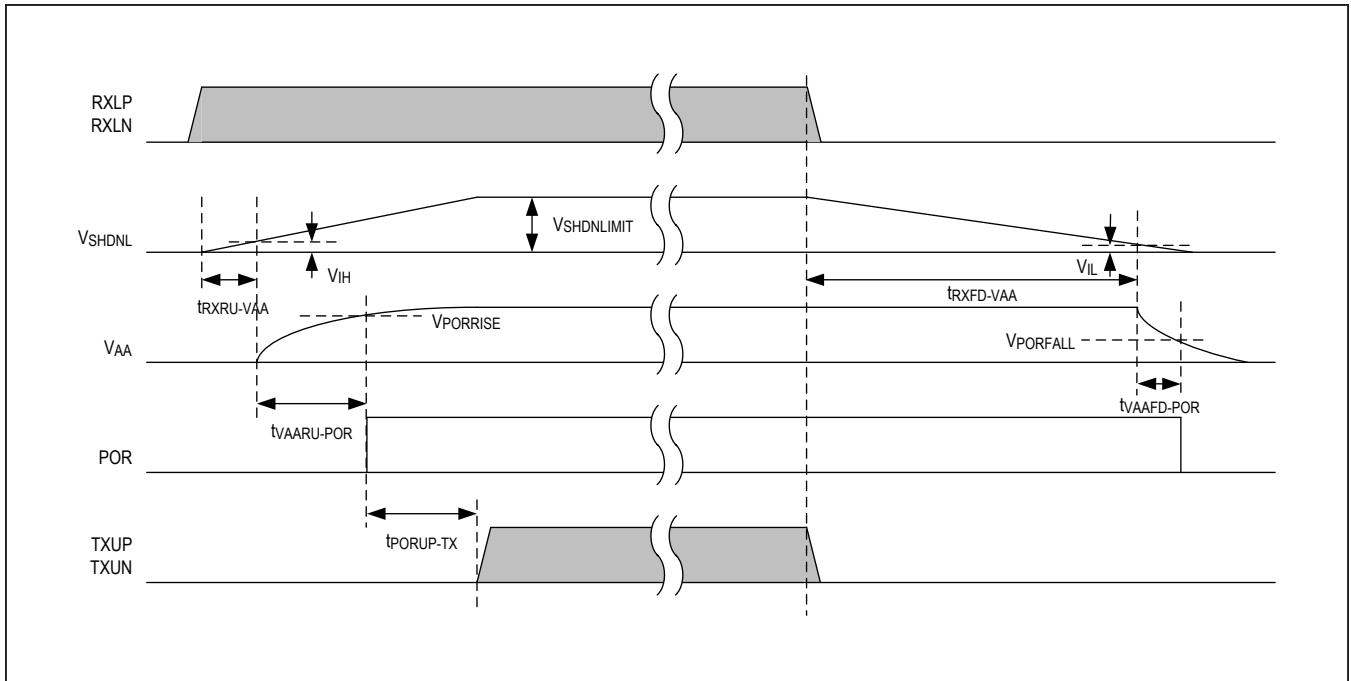 RXLP
RXLN
VSHDNL
VIH
VSHDNLIMIT
VIL
tRXRU-VAA
tRXFD-VAA
VPORRISE
VAA
VPORFALL
tVAARU-POR
tVAAFD-POR
POR
tPORUP-TX
TXUP
TXUN